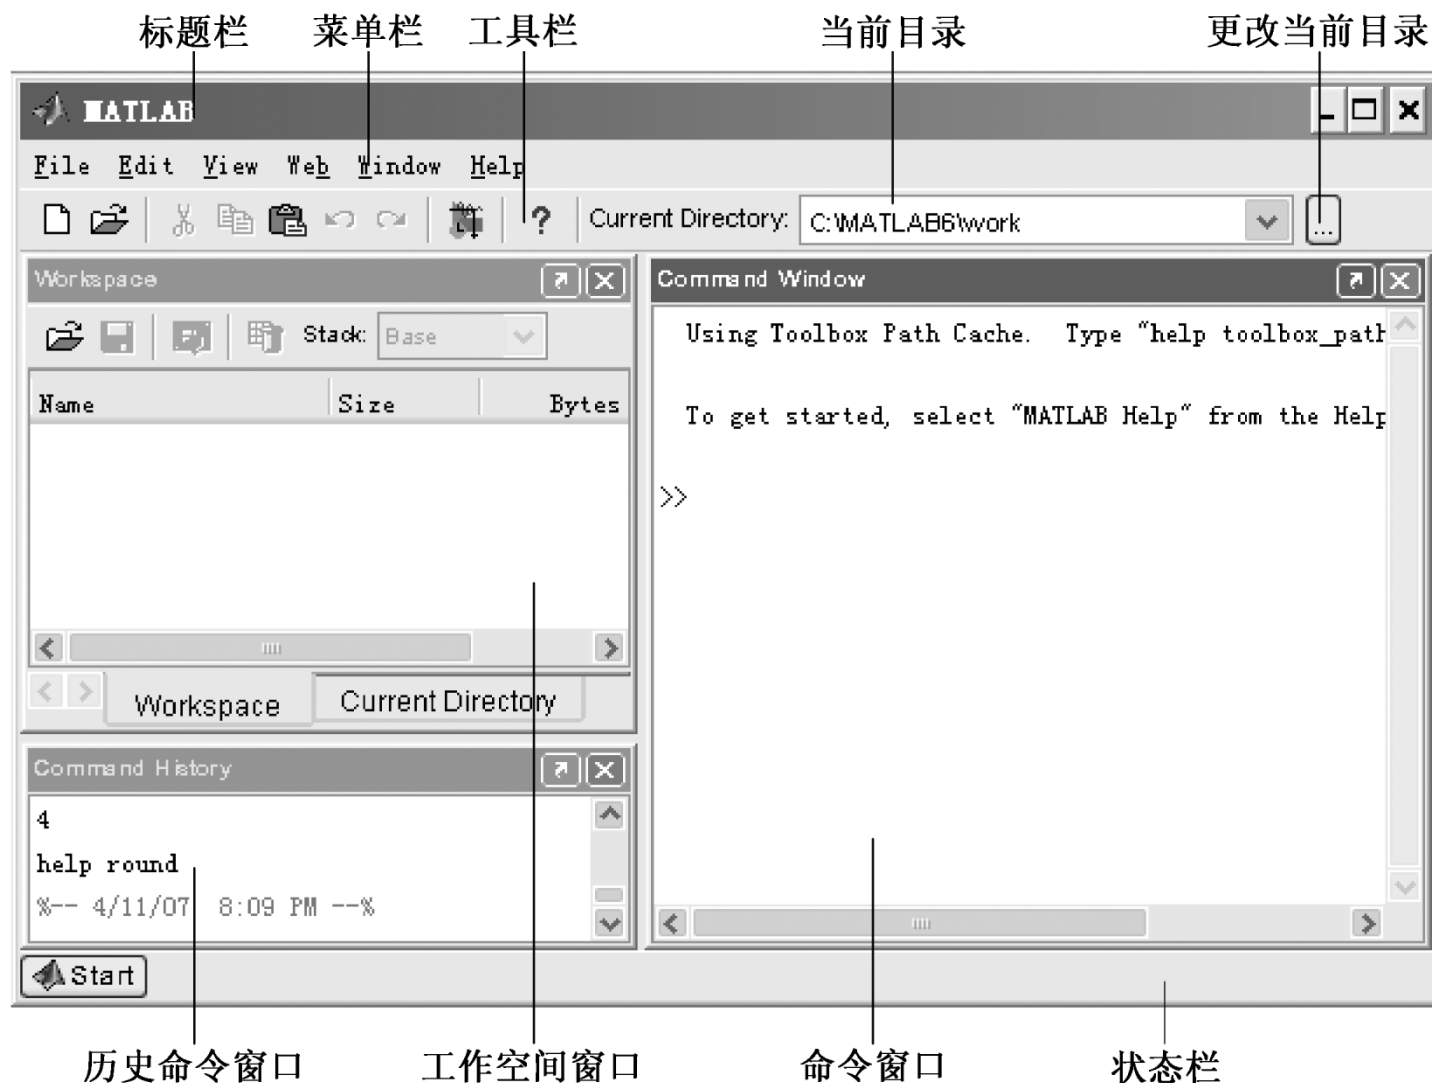 标题栏 菜单栏 工具栏 当前目录 更改当前目录
MATLAB
File Edit View Web Window Help
Current Directory: C:\MATLAB6\work ...
Workspace
Stack: Base
Name Size Bytes
Workspace Current Directory
Command History
4
help round
%-- 4/11/07 8:09 PM --%
Command Window
Using Toolbox Path Cache. Type "help toolbox_path
To get started, select "MATLAB Help" from the Help
>>
Start
历史命令窗口 工作空间窗口 命令窗口 状态栏